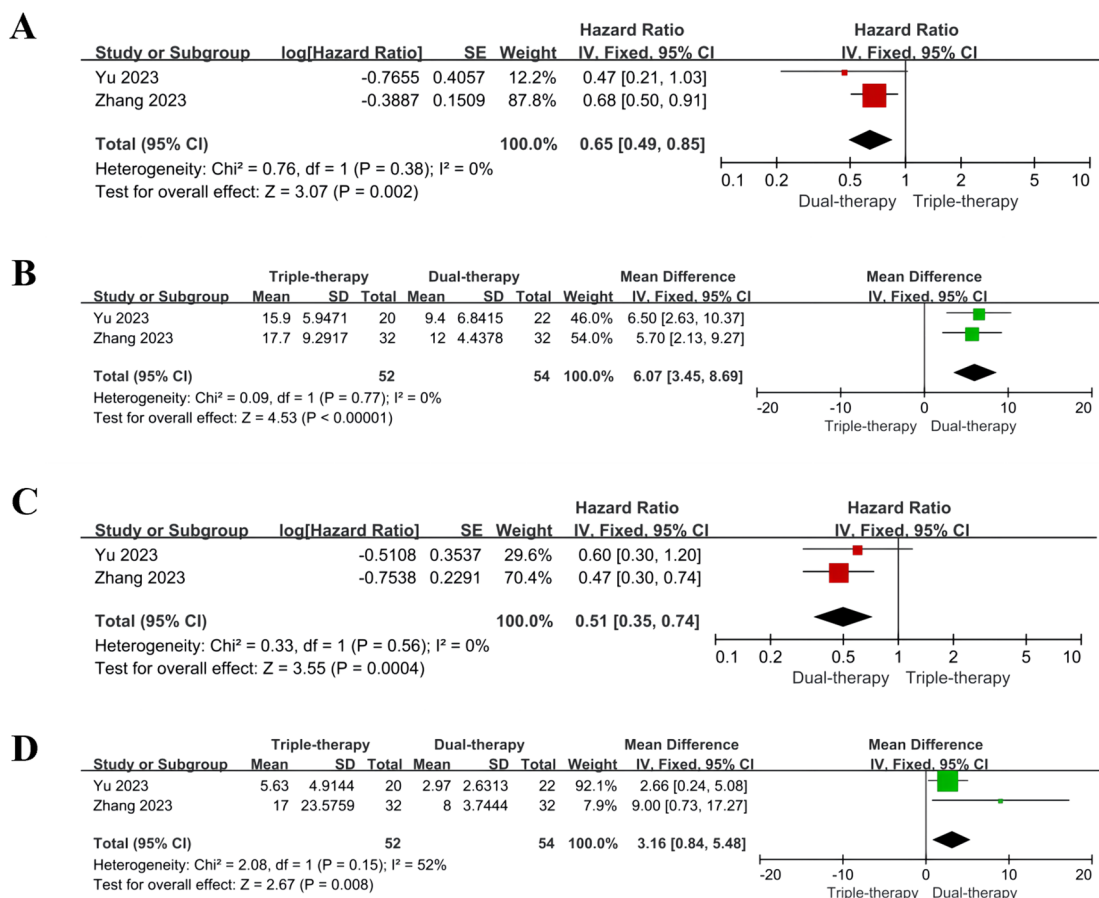 A
Hazard Ratio Hazard Ratio
Study or Subgroup log[Hazard Ratio] SE Weight IV, Fixed, 95% CI IV, Fixed, 95% CI
Yu 2023 -0.7655 0.4057 12.2% 0.47 [0.21, 1.03]
Zhang 2023 -0.3887 0.1509 87.8% 0.68 [0.50, 0.91]
Total (95% CI) 100.0% 0.65 [0.49, 0.85]
Heterogeneity: Chi² = 0.76, df = 1 (P = 0.38); I² = 0%
Test for overall effect: Z = 3.07 (P = 0.002)
0.1 0.2 0.5 1 2 5 10
Dual-therapy Triple-therapy
B
Triple-therapy Dual-therapy Mean Difference Mean Difference
Study or Subgroup Mean SD Total Mean SD Total Weight IV, Fixed, 95% CI IV, Fixed, 95% CI
Yu 2023 15.9 5.9471 20 9.4 6.8415 22 46.0% 6.50 [2.63, 10.37]
Zhang 2023 17.7 9.2917 32 12 4.4378 32 54.0% 5.70 [2.13, 9.27]
Total (95% CI) 52 54 100.0% 6.07 [3.45, 8.69]
Heterogeneity: Chi² = 0.09, df = 1 (P = 0.77); I² = 0%
Test for overall effect: Z = 4.53 (P < 0.00001)
-20 -10 0 10 20
Triple-therapy Dual-therapy
C
Hazard Ratio Hazard Ratio
Study or Subgroup log[Hazard Ratio] SE Weight IV, Fixed, 95% CI IV, Fixed, 95% CI
Yu 2023 -0.5108 0.3537 29.6% 0.60 [0.30, 1.20]
Zhang 2023 -0.7538 0.2291 70.4% 0.47 [0.30, 0.74]
Total (95% CI) 100.0% 0.51 [0.35, 0.74]
Heterogeneity: Chi² = 0.33, df = 1 (P = 0.56); I² = 0%
Test for overall effect: Z = 3.55 (P = 0.0004)
0.1 0.2 0.5 1 2 5 10
Dual-therapy Triple-therapy
D
Triple-therapy Dual-therapy Mean Difference Mean Difference
Study or Subgroup Mean SD Total Mean SD Total Weight IV, Fixed, 95% CI IV, Fixed, 95% CI
Yu 2023 5.63 4.9144 20 2.97 2.6313 22 92.1% 2.66 [0.24, 5.08]
Zhang 2023 17 23.5759 32 8 3.7444 32 7.9% 9.00 [0.73, 17.27]
Total (95% CI) 52 54 100.0% 3.16 [0.84, 5.48]
Heterogeneity: Chi² = 2.08, df = 1 (P = 0.15); I² = 52%
Test for overall effect: Z = 2.67 (P = 0.008)
-20 -10 0 10 20
Triple-therapy Dual-therapy